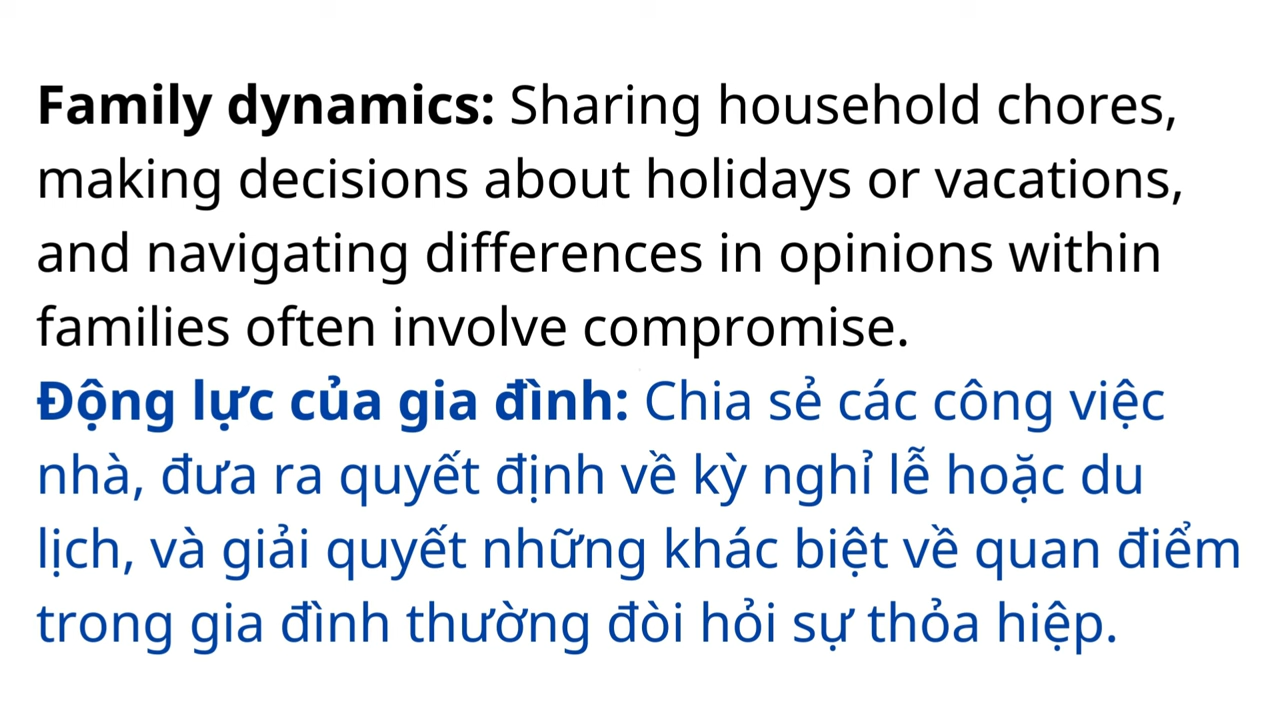 Family dynamics: Sharing household chores,
making decisions about holidays or vacations,
and navigating differences in opinions within
families often involve compromise.
Động lực của gia đình: Chia sẻ các công việc
nhà, đưa ra quyết định về kỳ nghỉ lễ hoặc du
lịch, và giải quyết những khác biệt về quan điểm
trong gia đình thường đòi hỏi sự thỏa hiệp.